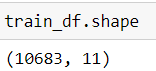 train_df.shape
(10683, 11)